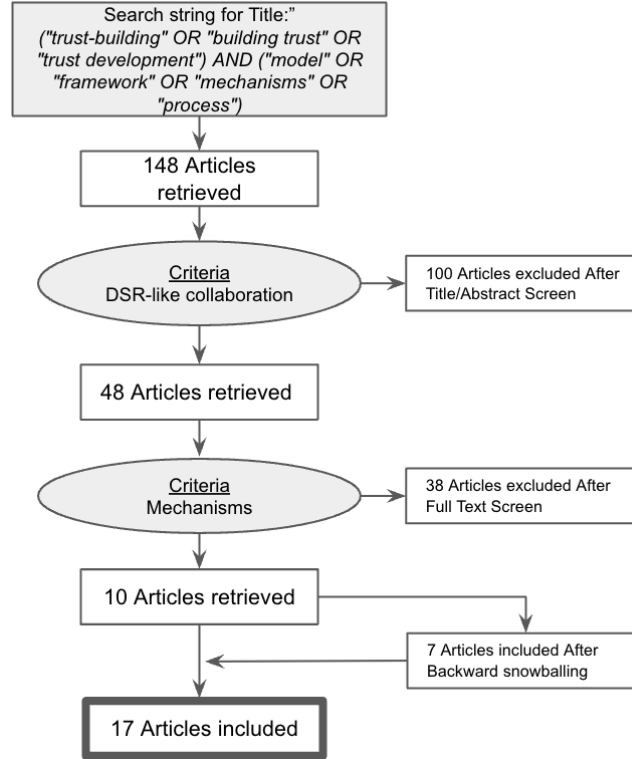 Search string for Title:”
("trust-building" OR "building trust" OR
"trust development") AND ("model" OR
"framework" OR "mechanisms" OR
"process")
148 Articles
retrieved
Criteria
DSR-like collaboration
100 Articles excluded After
Title/Abstract Screen
48 Articles retrieved
Criteria
Mechanisms
38 Articles excluded After
Full Text Screen
10 Articles retrieved
7 Articles included After
Backward snowballing
17 Articles included